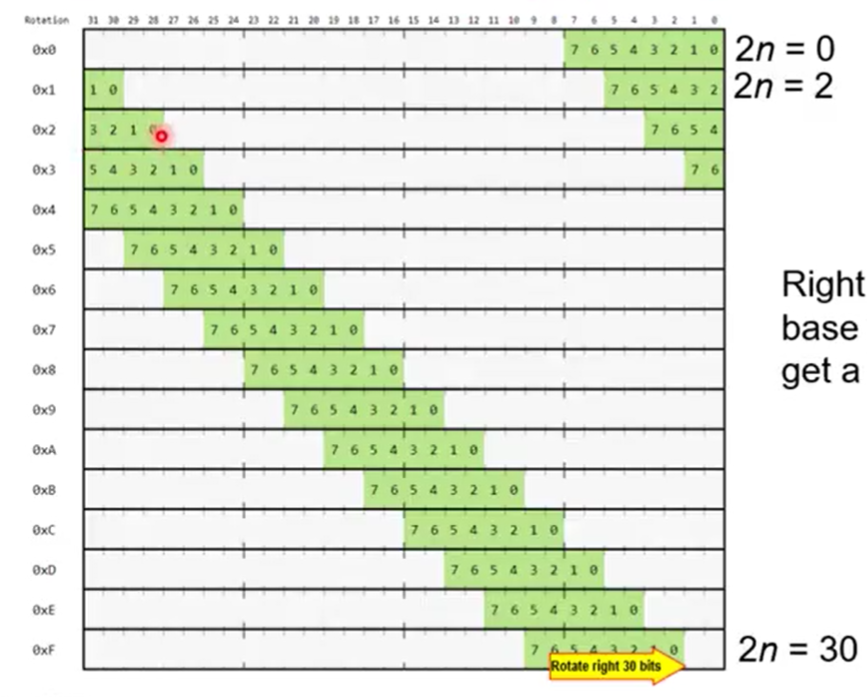 Rotation 31 30 29 28 27 26 25 24 23 22 21 20 19 18 17 16 15 14 13 12 11 10 9 8 7 6 5 4 3 2 1 0
0x0 7 6 5 4 3 2 1 0 2n = 0
0x1 1 0 7 6 5 4 3 2 2n = 2
0x2 3 2 1 0 7 6 5 4
0x3 5 4 3 2 1 0 7 6
0x4 7 6 5 4 3 2 1 0
0x5 7 6 5 4 3 2 1 0
0x6 7 6 5 4 3 2 1 0
Right
0x7 7 6 5 4 3 2 1 0
base
0x8 7 6 5 4 3 2 1 0
get a
0x9 7 6 5 4 3 2 1 0
0xA 7 6 5 4 3 2 1 0
0xB 7 6 5 4 3 2 1 0
0xC 7 6 5 4 3 2 1 0
0xD 7 6 5 4 3 2 1 0
0xE 7 6 5 4 3 2 1 0
0xF 7 6 5 4 3 2 1 0 2n = 30
Rotate right 30 bits